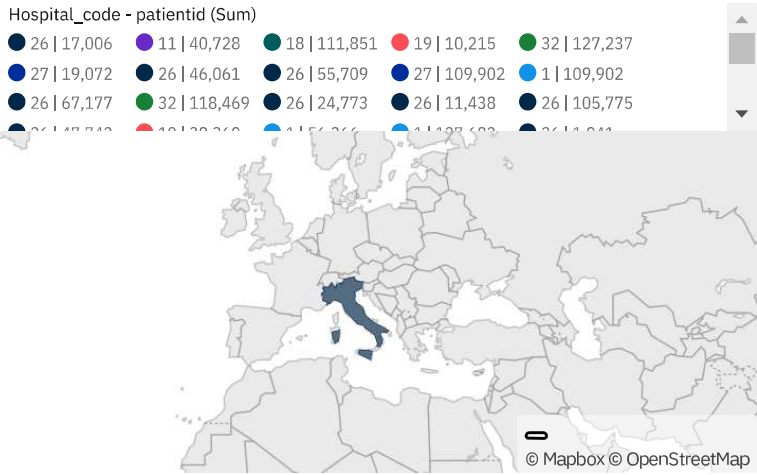 Hospital_code - patientid (Sum)
26 | 17,006 11 | 40,728 18 | 111,851 19 | 10,215 32 | 127,237
27 | 19,072 26 | 46,061 26 | 55,709 27 | 109,902 1 | 109,902
26 | 67,177 32 | 118,469 26 | 24,773 26 | 11,438 26 | 105,775
© Mapbox © OpenStreetMap